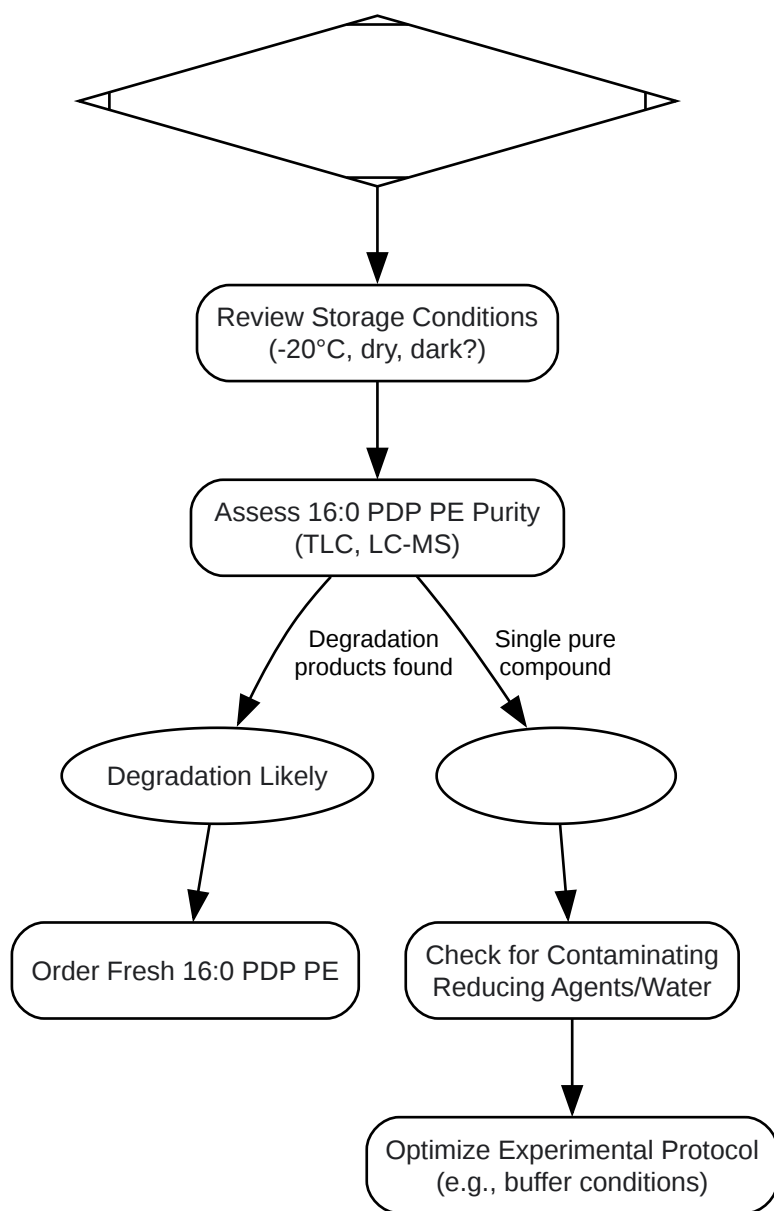 Review Storage Conditions
(-20°C, dry, dark?)
Assess 16:0 PDP PE Purity
(TLC, LC-MS)
Degradation
products found
Single pure
compound
Degradation Likely
Order Fresh 16:0 PDP PE
Check for Contaminating
Reducing Agents/Water
Optimize Experimental Protocol
(e.g., buffer conditions)